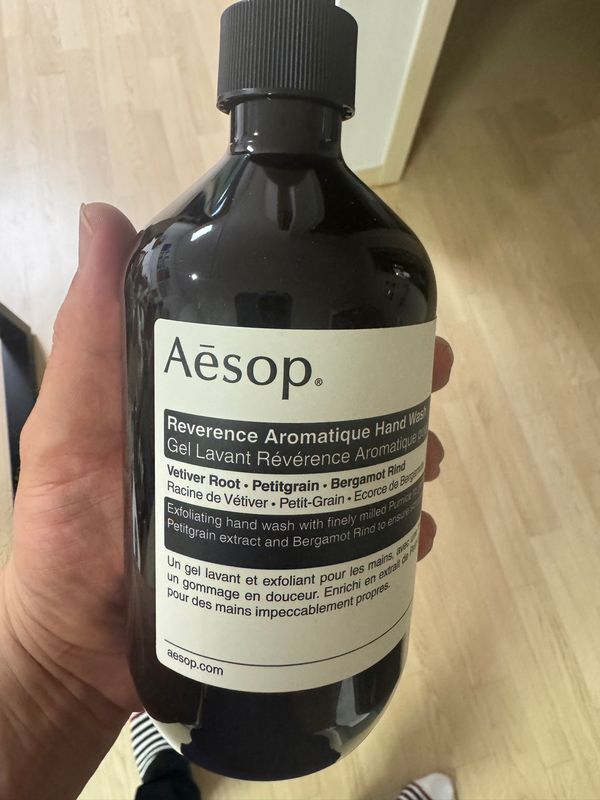 Aēsop®
Reverence Aromatique Hand Wash
Gel Lavant Révérence Aromatique
Vetiver Root • Petitgrain • Bergamot Rind
Racine de Vétiver • Petit-Grain • Ecorce de
Exfoliating hand wash with finely milled Pumice
Petitgrain extract and Bergamot Rind to ensure
Un gel lavant et exfoliant pour les mains, avec
un gommage en douceur. Enrichi en extrait de
pour des mains impeccablement propres.
aesop.com